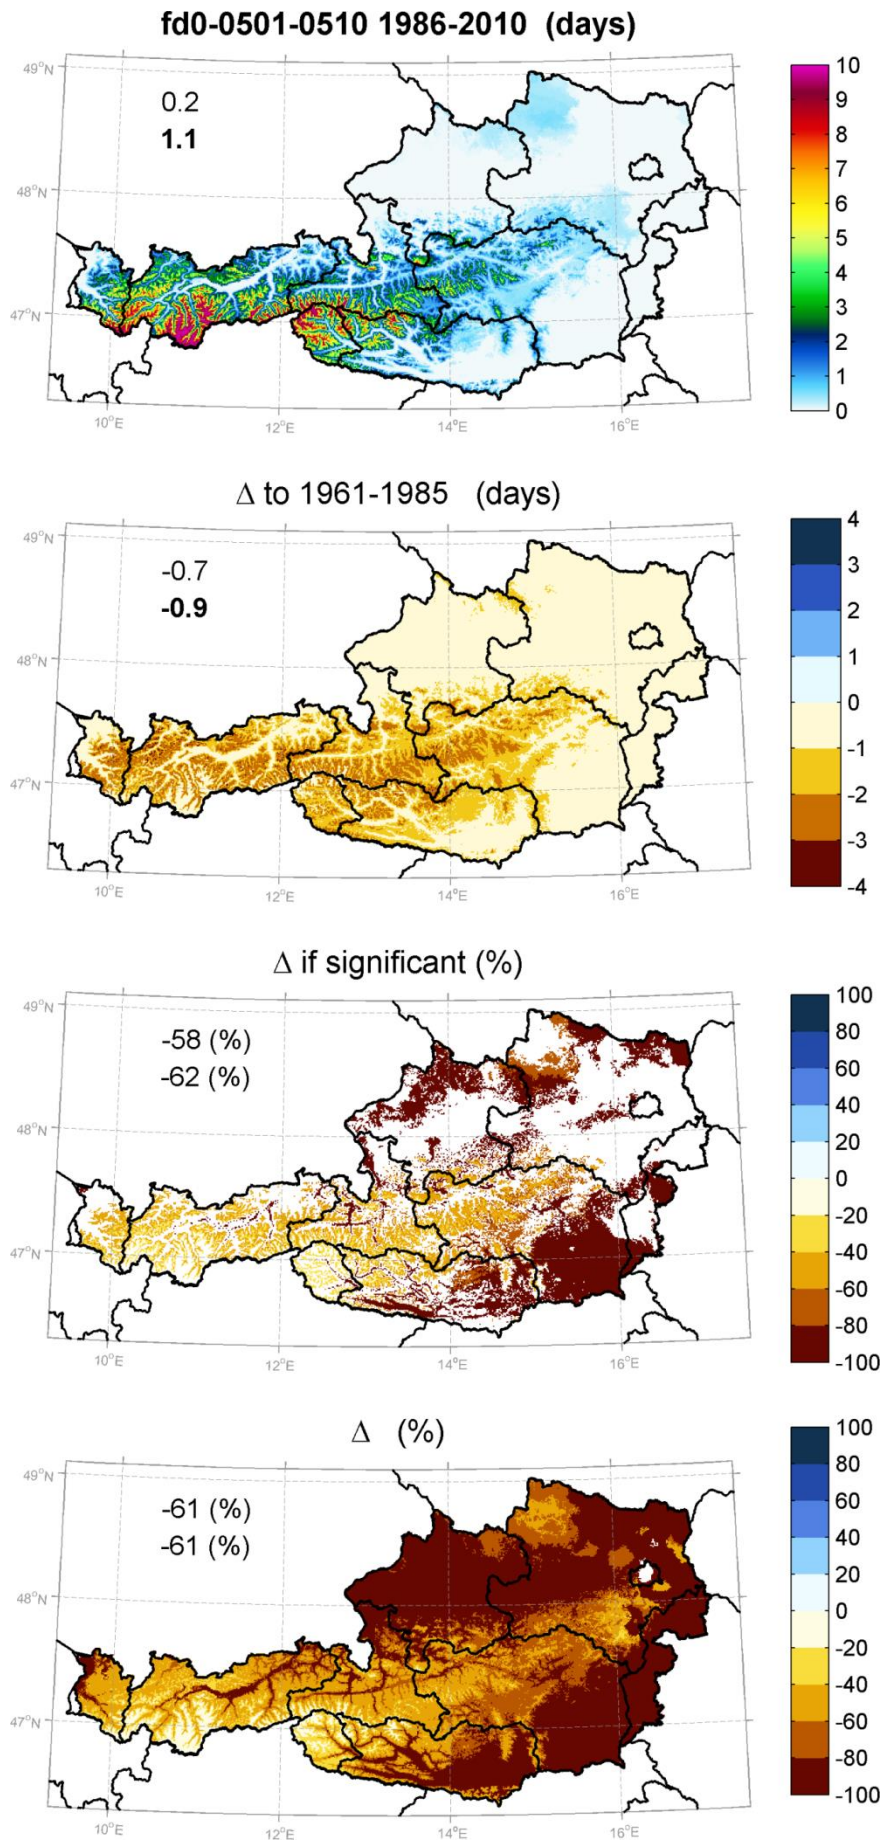 fd0-0501-0510 1986-2010 (days)
49°N
48°N
47°N
0.2
1.1
10°E
12°E
14°E
16°E
10
9
8
7
6
5
4
3
2
1
0
Δ to 1961-1985 (days)
49°N
48°N
47°N
-0.7
-0.9
10°E
12°E
14°E
16°E
4
3
2
1
0
-1
-2
-3
-4
Δ if significant (%)
49°N
48°N
47°N
-58 (%)
-62 (%)
10°E
12°E
14°E
16°E
100
80
60
40
20
0
-20
-40
-60
-80
-100
Δ (%)
49°N
48°N
47°N
-61 (%)
-61 (%)
10°E
12°E
14°E
16°E
100
80
60
40
20
0
-20
-40
-60
-80
-100